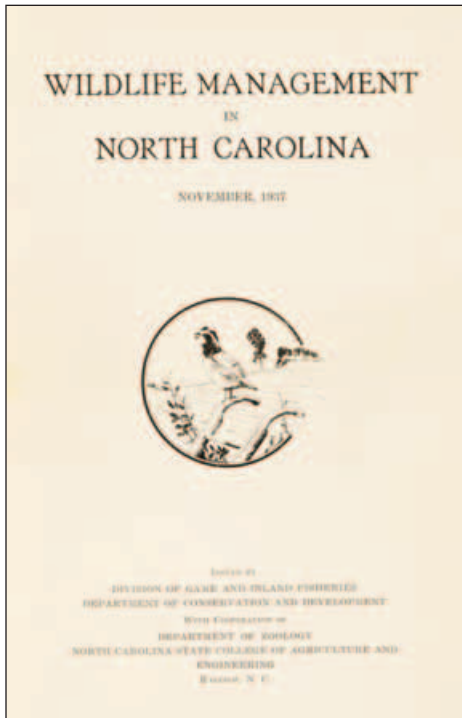 WILDLIFE MANAGEMENT
IN
NORTH CAROLINA
NOVEMBER, 1937
ISSUED BY
DIVISION OF GAME AND INLAND FISHERIES
DEPARTMENT OF CONSERVATION AND DEVELOPMENT
WITH COOPERATION OF
DEPARTMENT OF ZOOLOGY
NORTH CAROLINA STATE COLLEGE OF AGRICULTURE AND
ENGINEERING
RALEIGH, N. C.